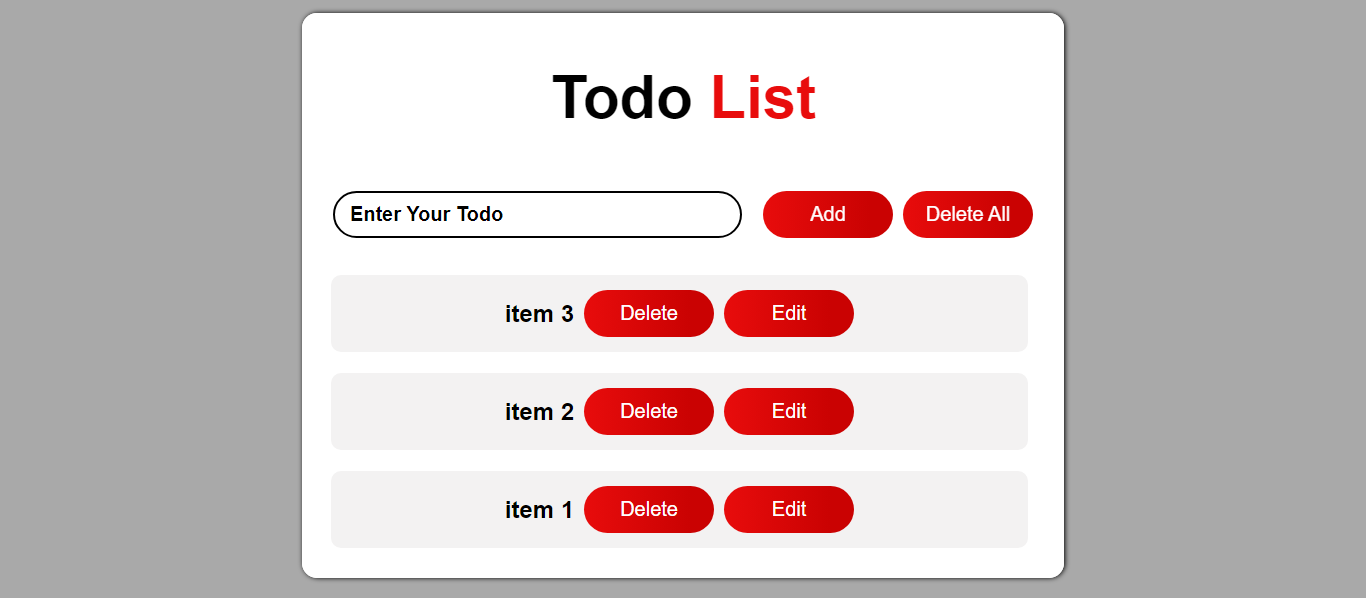 Todo List
Enter Your Todo Add Delete All
item 3 Delete Edit
item 2 Delete Edit
item 1 Delete Edit